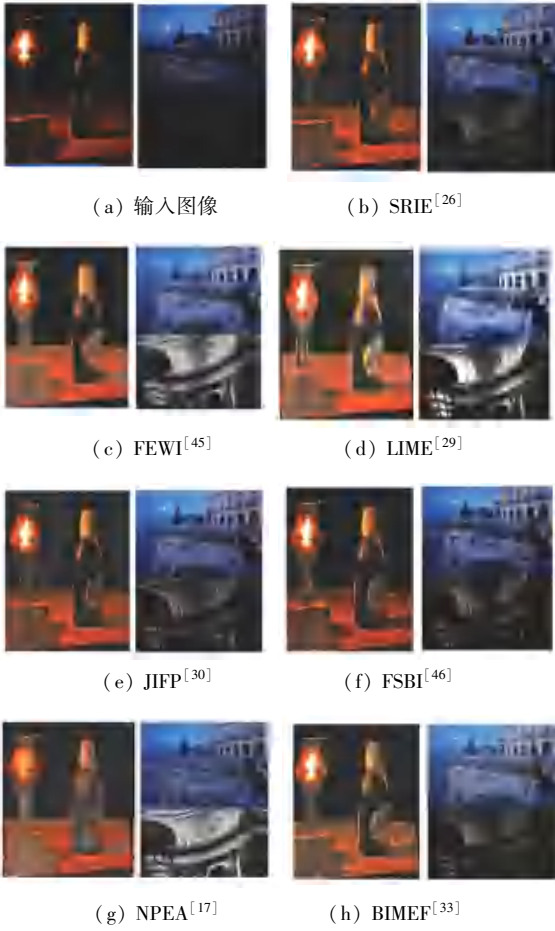 (a) 输入图像 (b) SRIE[26]
(c) FEWI[45] (d) LIME[29]
(e) JIFP[30] (f) FSBI[46]
(g) NPEA[17] (h) BIMEF[33]